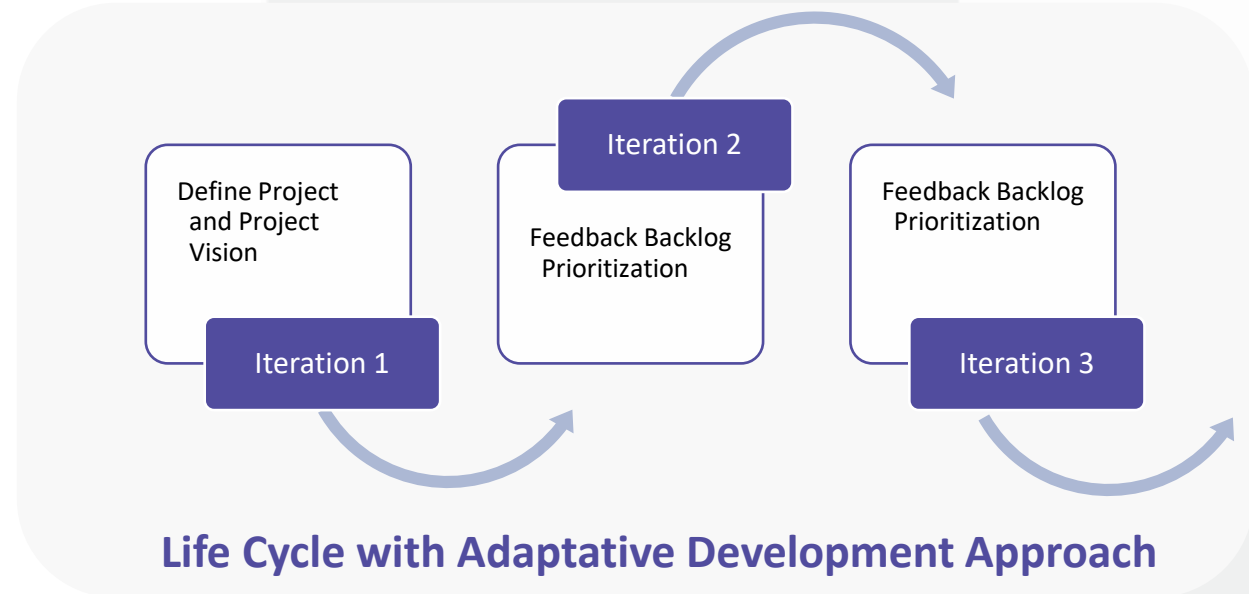 Define Project
and Project
Vision
Iteration 1
Iteration 2
Feedback Backlog
Prioritization
Feedback Backlog
Prioritization
Iteration 3
Life Cycle with Adaptative Development Approach